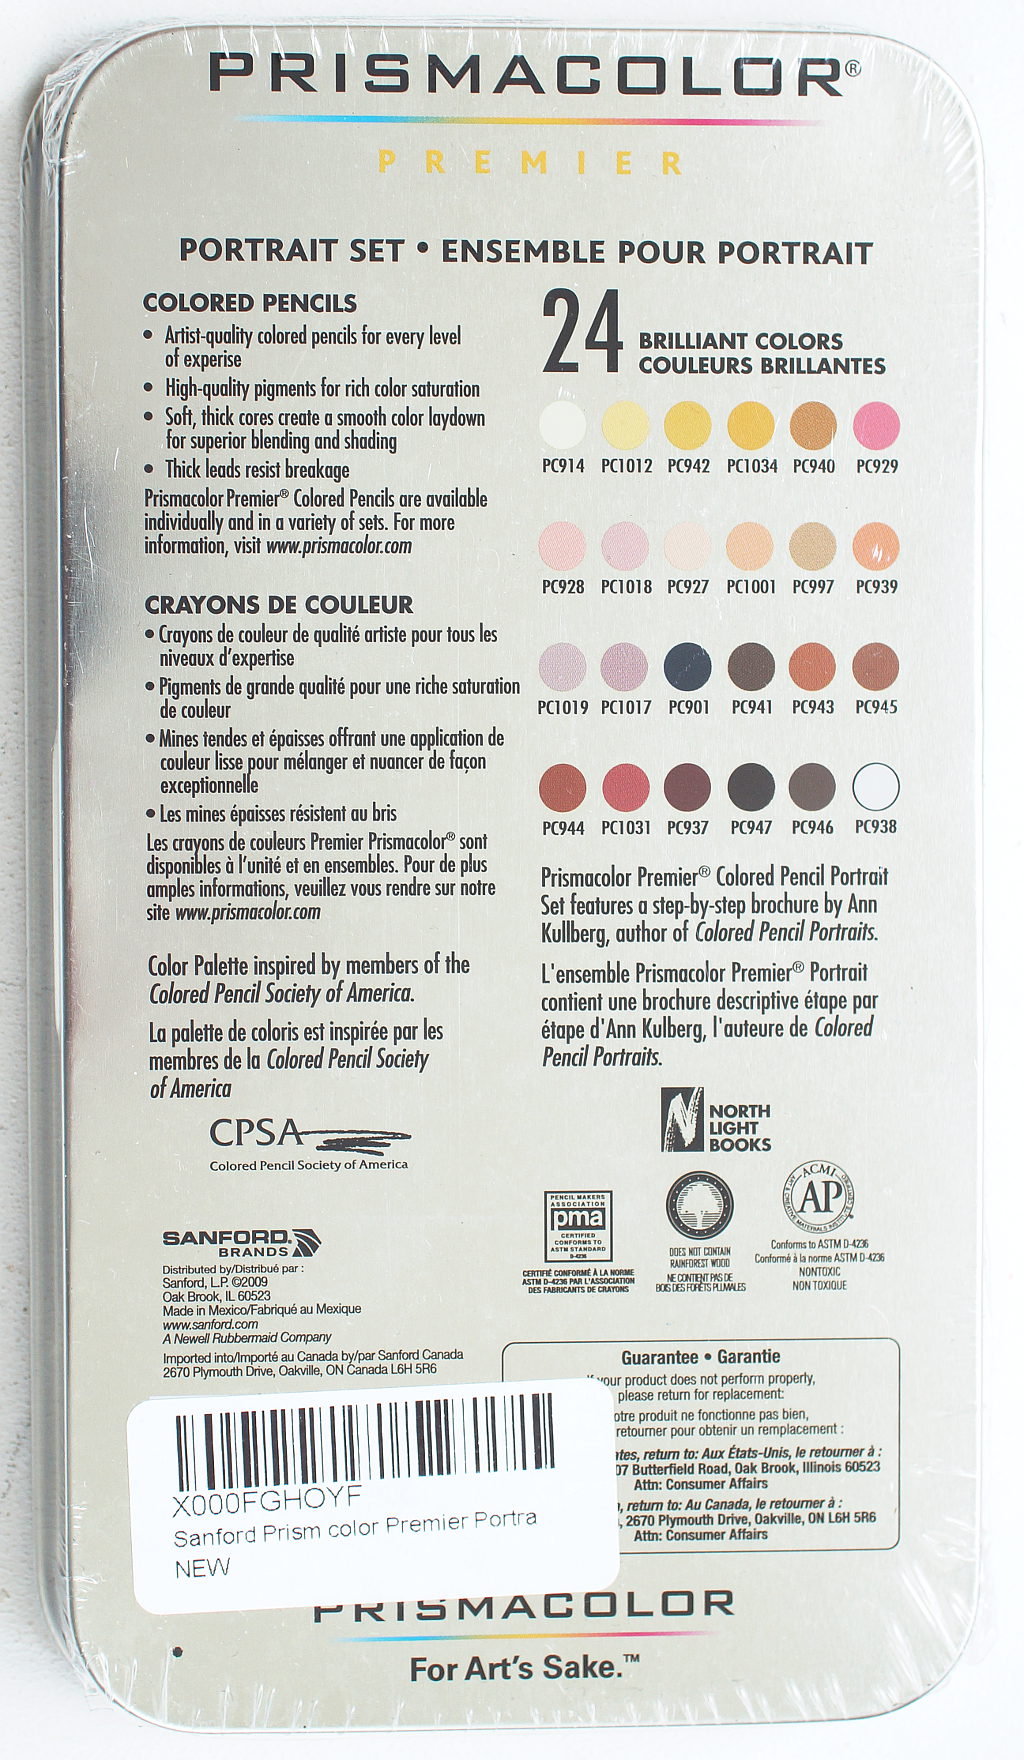 PRISMACOLOR®
PREMIER
PORTRAIT SET • ENSEMBLE POUR PORTRAIT
COLORED PENCILS
• Artist-quality colored pencils for every level
of experise
• High-quality pigments for rich color saturation
• Soft, thick cores create a smooth color laydown
for superior blending and shading
• Thick leads resist breakage
Prismacolor Premier® Colored Pencils are available
individually and in a variety of sets. For more
information, visit www.prismacolor.com
CRAYONS DE COULEUR
• Crayons de couleur de qualité artiste pour tous les
niveaux d'expertise
• Pigments de grande qualité pour une riche saturation
de couleur
• Mines tendes et épaisses offrant une application de
couleur lisse pour mélanger et nuancer de façon
exceptionnelle
• Les mines épaisses résistent au bris
Les crayons de couleurs Premier Prismacolor® sont
disponibles à l'unité et en ensembles. Pour de plus
amples informations, veuillez vous rendre sur notre
site www.prismacolor.com
Color Palette inspired by members of the
Colored Pencil Society of America.
La palette de coloris est inspirée par les
membres de la Colored Pencil Society
of America
CPSA
Colored Pencil Society of America
24
BRILLIANT COLORS
COULEURS BRILLANTES
PC914 PC1012 PC942 PC1034 PC940 PC929
PC928 PC1018 PC927 PC1001 PC997 PC939
PC1019 PC1017 PC901 PC941 PC943 PC945
PC944 PC1031 PC937 PC947 PC946 PC938
Prismacolor Premier® Colored Pencil Portrait
Set features a step-by-step brochure by Ann
Kullberg, author of Colored Pencil Portraits.
L'ensemble Prismacolor Premier® Portrait
contient une brochure descriptive étape par
étape d'Ann Kulberg, l'auteure de Colored
Pencil Portraits.
NORTH
LIGHT
BOOKS
PENCIL MAKERS
ASSOCIATION
pma
CERTIFIED
CONFORMS TO
ASTM STANDARD
D-4236
CERTIFIÉ CONFORMÉ À LA NORME
ASTM D-4236 PAR L'ASSOCIATION
DES FABRICANTS DE CRAYONS
DOES NOT CONTAIN
RAINFOREST WOOD
NE CONTIENT PAS DE
BOIS DES FORÊTS PLUVIALES
ACMI
AP
Conforms to ASTM D-4236
Conformé à la norme ASTM D-4236
NONTOXIC
NON TOXIQUE
SANFORD.
BRANDS
Distributed by/Distribué par :
Sanford, L.P. ©2009
Oak Brook, IL 60523
Made in Mexico/Fabriqué au Mexique
www.sanford.com
A Newell Rubbermaid Company
Imported into/Importé au Canada by/par Sanford Canada
2670 Plymouth Drive, Oakville, ON Canada L6H 5R6
Guarantee • Garantie
your product does not perform properly,
please return for replacement:
produit ne fonctionne pas bien,
retourner pour obtenir un remplacement :
return to: Aux États-Unis, le retourner à :
Butterfield Road, Oak Brook, Illinois 60523
Attn: Consumer Affairs
return to: Au Canada, le retourner à :
2670 Plymouth Drive, Oakville, ON L6H 5R6
Attn: Consumer Affairs
X000FGHOYF
Sanford Prism color Premier Portra
NEW
PRISMACOLOR
For Art's Sake.™